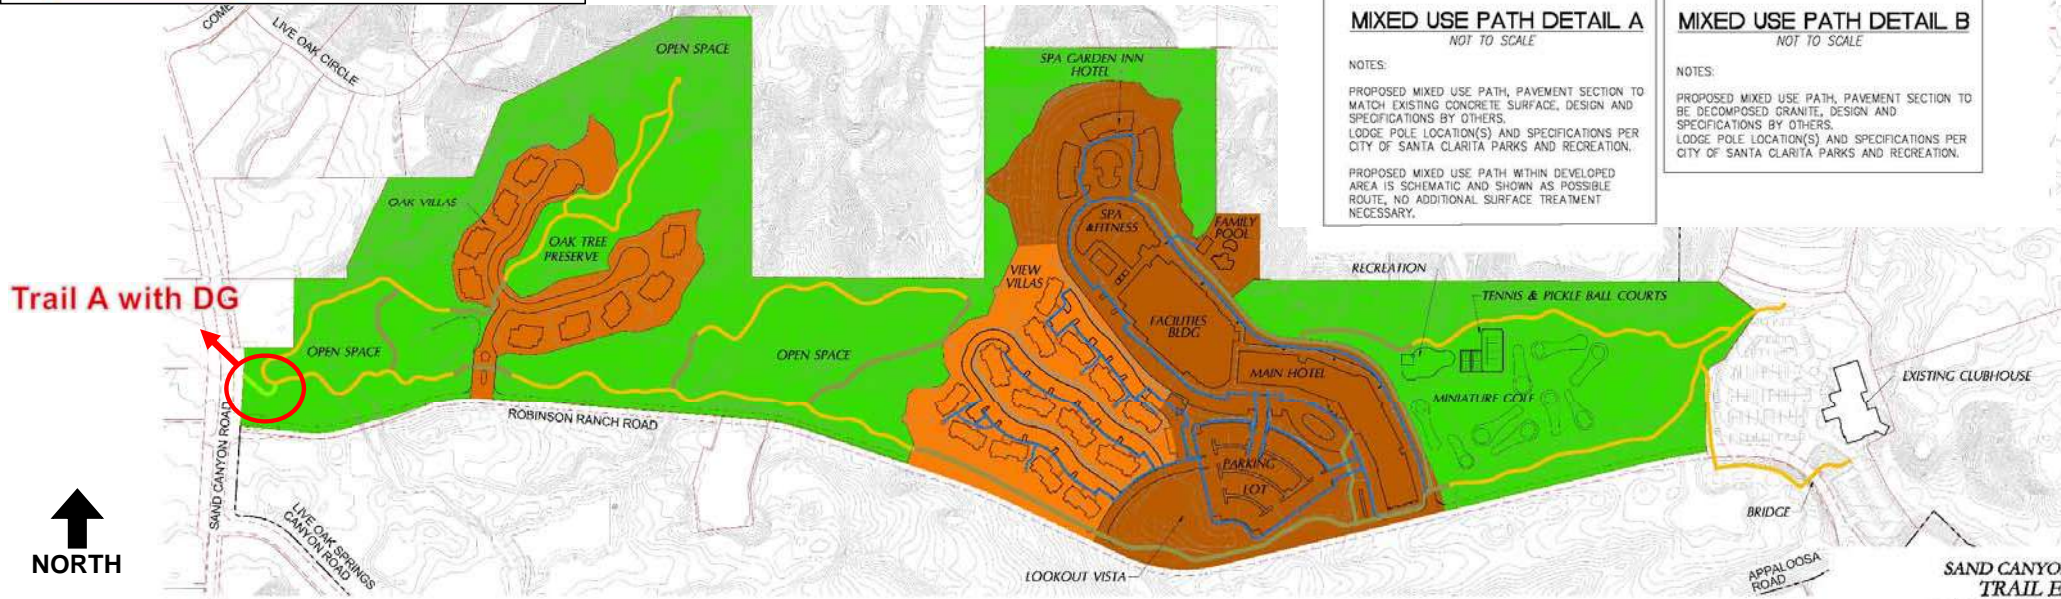 COME
LIVE OAK CIRCLE
OPEN SPACE
SPA GARDEN INN
HOTEL
MIXED USE PATH DETAIL A
NOT TO SCALE
NOTES:
PROPOSED MIXED USE PATH, PAVEMENT SECTION TO
MATCH EXISTING CONCRETE SURFACE, DESIGN AND
SPECIFICATIONS BY OTHERS.
LODGE POLE LOCATION(S) AND SPECIFICATIONS PER
CITY OF SANTA CLARITA PARKS AND RECREATION.
PROPOSED MIXED USE PATH WITHIN DEVELOPED
AREA IS SCHEMATIC AND SHOWN AS POSSIBLE
ROUTE, NO ADDITIONAL SURFACE TREATMENT
NECESSARY.
MIXED USE PATH DETAIL B
NOT TO SCALE
NOTES:
PROPOSED MIXED USE PATH, PAVEMENT SECTION TO
BE DECOMPOSED GRANITE, DESIGN AND
SPECIFICATIONS BY OTHERS.
LODGE POLE LOCATION(S) AND SPECIFICATIONS PER
CITY OF SANTA CLARITA PARKS AND RECREATION.
OAK VILLAS
OAK TREE
PRESERVE
SPA
&FITNESS
FAMILY
POOL
VIEW
VILLAS
RECREATION
TENNIS & PICKLE BALL COURTS
Trail A with DG
OPEN SPACE
OPEN SPACE
FACILITIES
BLDG
MAIN HOTEL
MINIATURE GOLF
EXISTING CLUBHOUSE
ROBINSON RANCH ROAD
SAND CANYON ROAD
PARKING
LOT
LIVE OAK SPRINGS
CANYON ROAD
BRIDGE
NORTH
LOOKOUT VISTA
APPALOOSA
ROAD
SAND CANYO
TRAIL E